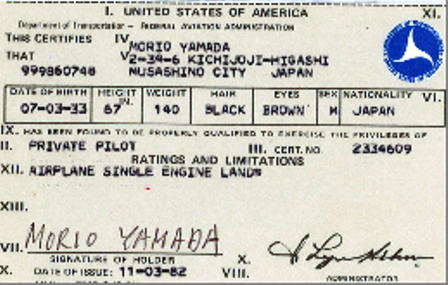 I. UNITED STATES OF AMERICA XI.
Department of Transportation - FEDERAL AVIATION ADMINISTRATION
THIS CERTIFIES IV. MORIO YAMADA
THAT V. 2-34-6 KICHIJOJI-HIGASHI
999860748 MUSASHINO CITY JAPAN
DATE OF BIRTH HEIGHT IN. WEIGHT HAIR EYES SEX NATIONALITY VI.
07-03-33 67 140 BLACK BROWN M JAPAN
IX. HAS BEEN FOUND TO BE PROPERLY QUALIFIED TO EXERCISE THE PRIVILEGES OF
II. PRIVATE PILOT III. CERT. NO. 2334609
RATINGS AND LIMITATIONS
XII. AIRPLANE SINGLE ENGINE LAND
XIII.
VII. MORIO YAMADA
SIGNATURE OF HOLDER X.
X. DATE OF ISSUE: 11-03-82 VIII. ADMINISTRATOR